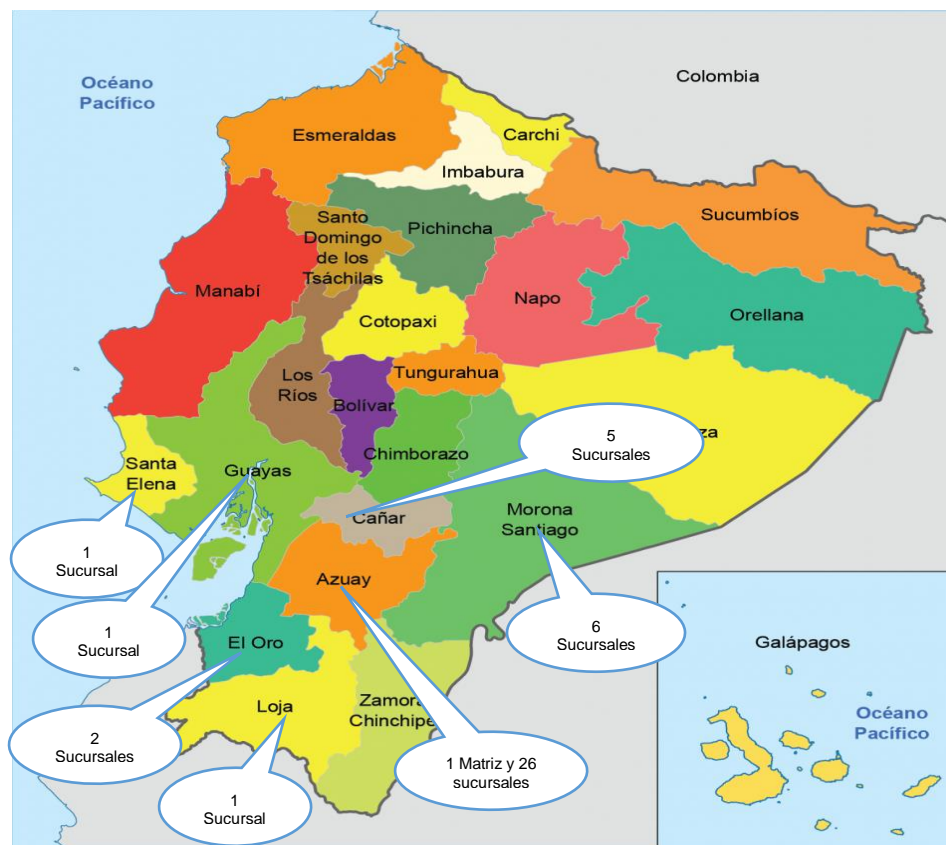 Océano
Pacífico
Colombia
Esmeraldas
Carchi
Imbabura
Sucumbíos
Santo
Domingo
de los
Tsáchilas
Pichincha
Manabí
Napo
Orellana
Cotopaxi
Los
Ríos
Tungurahua
Bolívar
Chimborazo
za
5
Sucursales
Santa
Elena
Guayas
Cañar
Morona
Santiago
1
Sucursal
Azuay
1
Sucursal
6
Sucursales
El Oro
Galápagos
Loja
Zamora
Chinchipe
Océano
Pacífico
2
Sucursales
1 Matriz y 26
sucursales
1
Sucursal